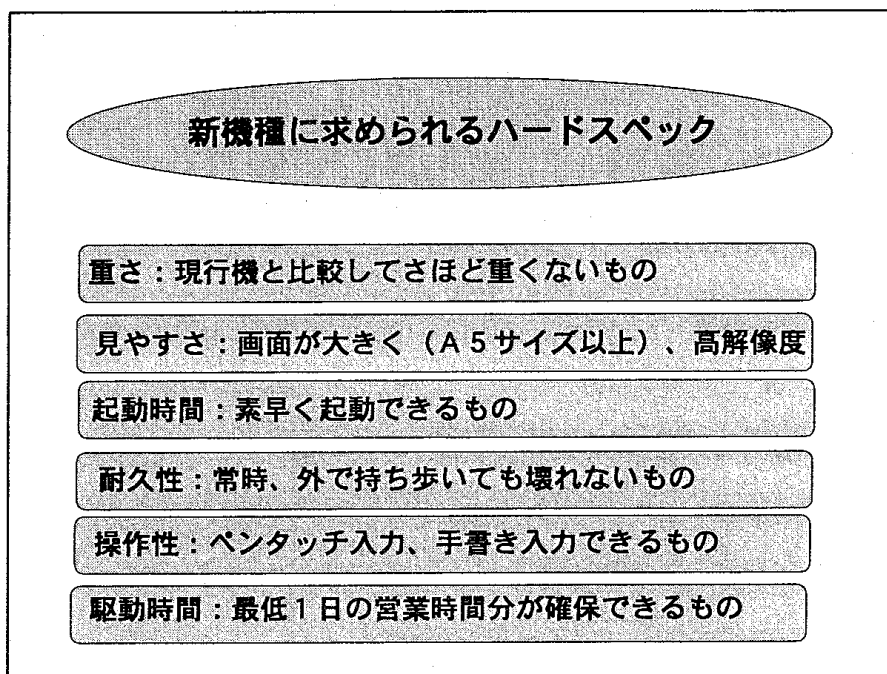 新機種に求められるハードスペック
重さ：現行機と比較してさほど重くないもの
見やすさ：画面が大きく（Ａ５サイズ以上）、高解像度
起動時間：素早く起動できるもの
耐久性：常時、外で持ち歩いても壊れないもの
操作性：ペンタッチ入力、手書き入力できるもの
駆動時間：最低１日の営業時間分が確保できるもの